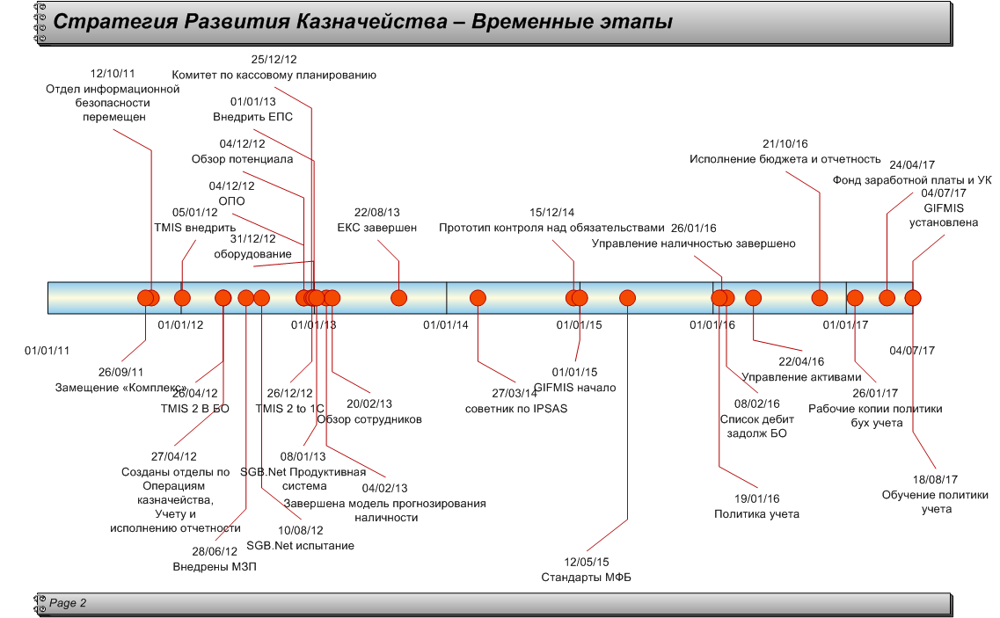 Стратегия Развития Казначейства – Временные этапы
25/12/12
Комитет по кассовому планированию
12/10/11
Отдел информационной
безопасности
перемещен
01/01/13
Внедрить ЕПС
04/12/12
Обзор потенциала
04/12/12
ОПО
05/01/12
TMIS внедрить
31/12/12
оборудование
22/08/13
ЕКС завершен
15/12/14
Прототип контроля над обязательствами
26/01/16
Управление наличностью завершено
21/10/16
Исполнение бюджета и отчетность
24/04/17
Фонд заработной платы и УК
04/07/17
GIFMIS
установлена
01/01/12
01/01/13
01/01/14
01/01/15
01/01/16
01/01/17
01/01/11
04/07/17
26/09/11
Замещение «Комплекс»
26/04/12
TMIS 2 В БО
26/12/12
TMIS 2 to 1C
20/02/13
Обзор сотрудников
27/03/14
советник по IPSAS
01/01/15
GIFMIS начало
22/04/16
Управление активами
08/02/16
Список дебит
задолж БО
26/01/17
Рабочие копии политики
бух учета
27/04/12
Созданы отделы по
Операциям
казначейства,
Учету и
исполнению отчетности
08/01/13
SGB.Net Продуктивная
система
04/02/13
Завершена модель прогнозирования
наличности
10/08/12
SGB.Net испытание
28/06/12
Внедрены МЗП
12/05/15
Стандарты МФБ
19/01/16
Политика учета
18/08/17
Обучение политики
учета
Page 2